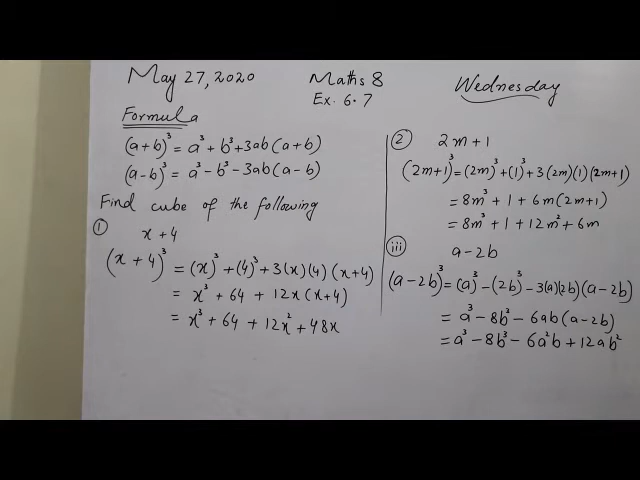 May 27, 2020 Maths 8 Wednesday
Ex. 6.7
Formula
(a+b)³ = a³ + b³ + 3ab(a+b)
(a-b)³ = a³ - b³ - 3ab(a-b)
Find cube of the following
① x + 4
(x + 4)³ = (x)³ + (4)³ + 3(x)(4)(x+4)
= x³ + 64 + 12x(x+4)
= x³ + 64 + 12x² + 48x
② 2m + 1
(2m+1)³ = (2m)³ + (1)³ + 3(2m)(1)(2m+1)
= 8m³ + 1 + 6m(2m+1)
= 8m³ + 1 + 12m² + 6m
(iii) a - 2b
(a - 2b)³ = (a)³ - (2b)³ - 3(a)(2b)(a - 2b)
= a³ - 8b³ - 6ab(a - 2b)
= a³ - 8b³ - 6a²b + 12ab²